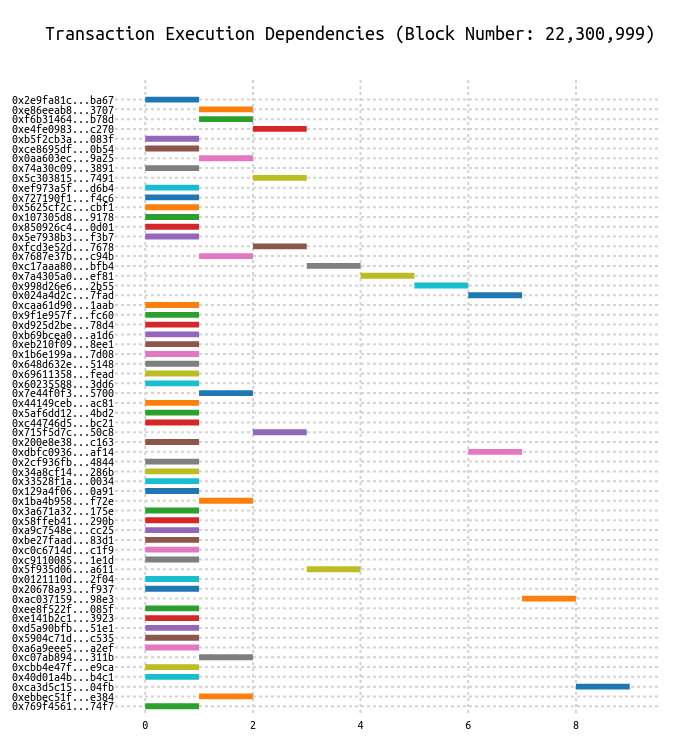 Transaction Execution Dependencies (Block Number: 22,300,999)
0x2e9fa81c...ba67
0xe86eeab8...3707
0xf6b31464...b78d
0xe4fe0983...c270
0xb5f2cb3a...083f
0xce8695df...0b54
0x0aa603ec...9a25
0x74a30c09...3891
0x5c303815...7491
0xef973a5f...d6b4
0x727190f1...f4c6
0x5625cf2c...cbf1
0x107305d8...9178
0x850926c4...0d01
0x5e7938b3...f3b7
0xfcd3e52d...7678
0x7687e37b...c94b
0xc17aaa80...bfb4
0x7a4305a0...ef81
0x998d26e6...2b55
0x024a4d2c...7fad
0xcaa61d90...1aab
0x9f1e957f...fc60
0xd925d2be...78d4
0xb69bcea0...a1d6
0xeb210f09...8ee1
0x1b6e199a...7d08
0x648d632e...5148
0x69611358...fead
0x60235588...3dd6
0x7e44f0f3...5700
0x44149ceb...ac81
0x5af6dd12...4bd2
0xc44746d5...bc21
0x715f5d7c...50c8
0x200e8e38...c163
0xdbfc0936...af14
0x2cf936fb...4844
0x34a8cf14...286b
0x33528f1a...0034
0x129a4f06...0a91
0x1ba4b958...f72e
0x3a671a32...175e
0x58ffeb41...290b
0xa9c7548e...cc25
0xbe27faad...83d1
0xc0c6714d...c1f9
0xc9110085...1e1d
0x5f935d06...a611
0x0121110d...2f04
0x20678a93...f937
0xac037159...98e3
0xee8f522f...085f
0xe141b2c1...3923
0xd5a90bfb...51e1
0x5904c71d...c535
0xa6a9eee5...a2ef
0xc07ab894...311b
0xcbb4e47f...e9ca
0x40d01a4b...b4c1
0xca3d5c15...04fb
0xebbec51f...e384
0x769f4561...74f7
0 2 4 6 8